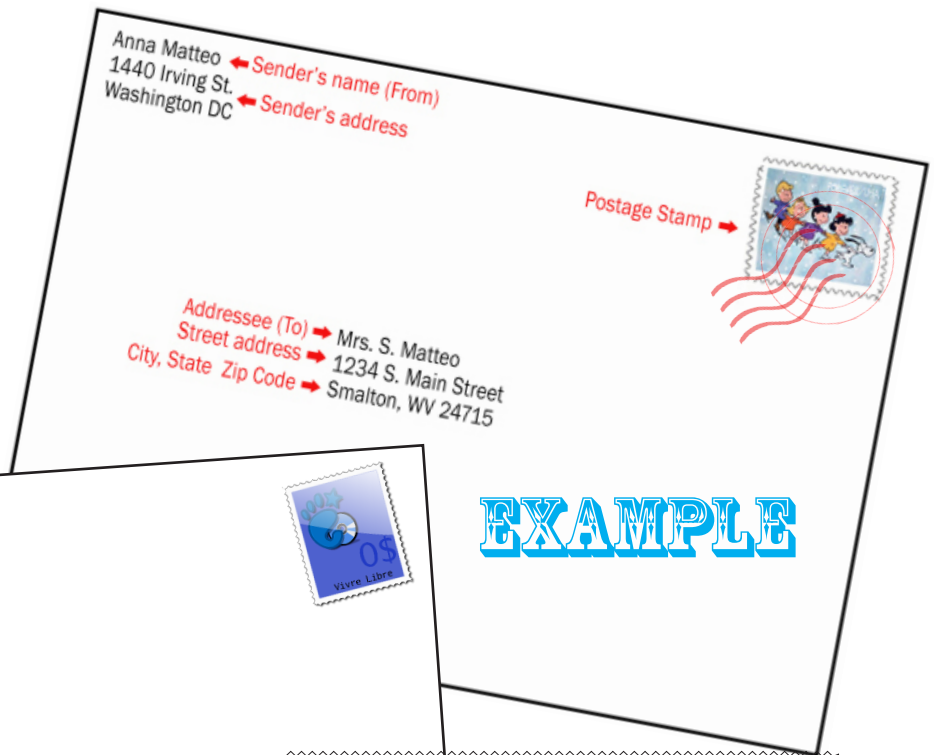 Anna Matteo
1440 Irving St.
Washington DC
Sender's name (From)
Sender's address
Postage Stamp
Addressee (To)
Street address
City, State Zip Code
Mrs. S. Matteo
1234 S. Main Street
Smalton, WV 24715
EXAMPLE
0$
Vivre Libre